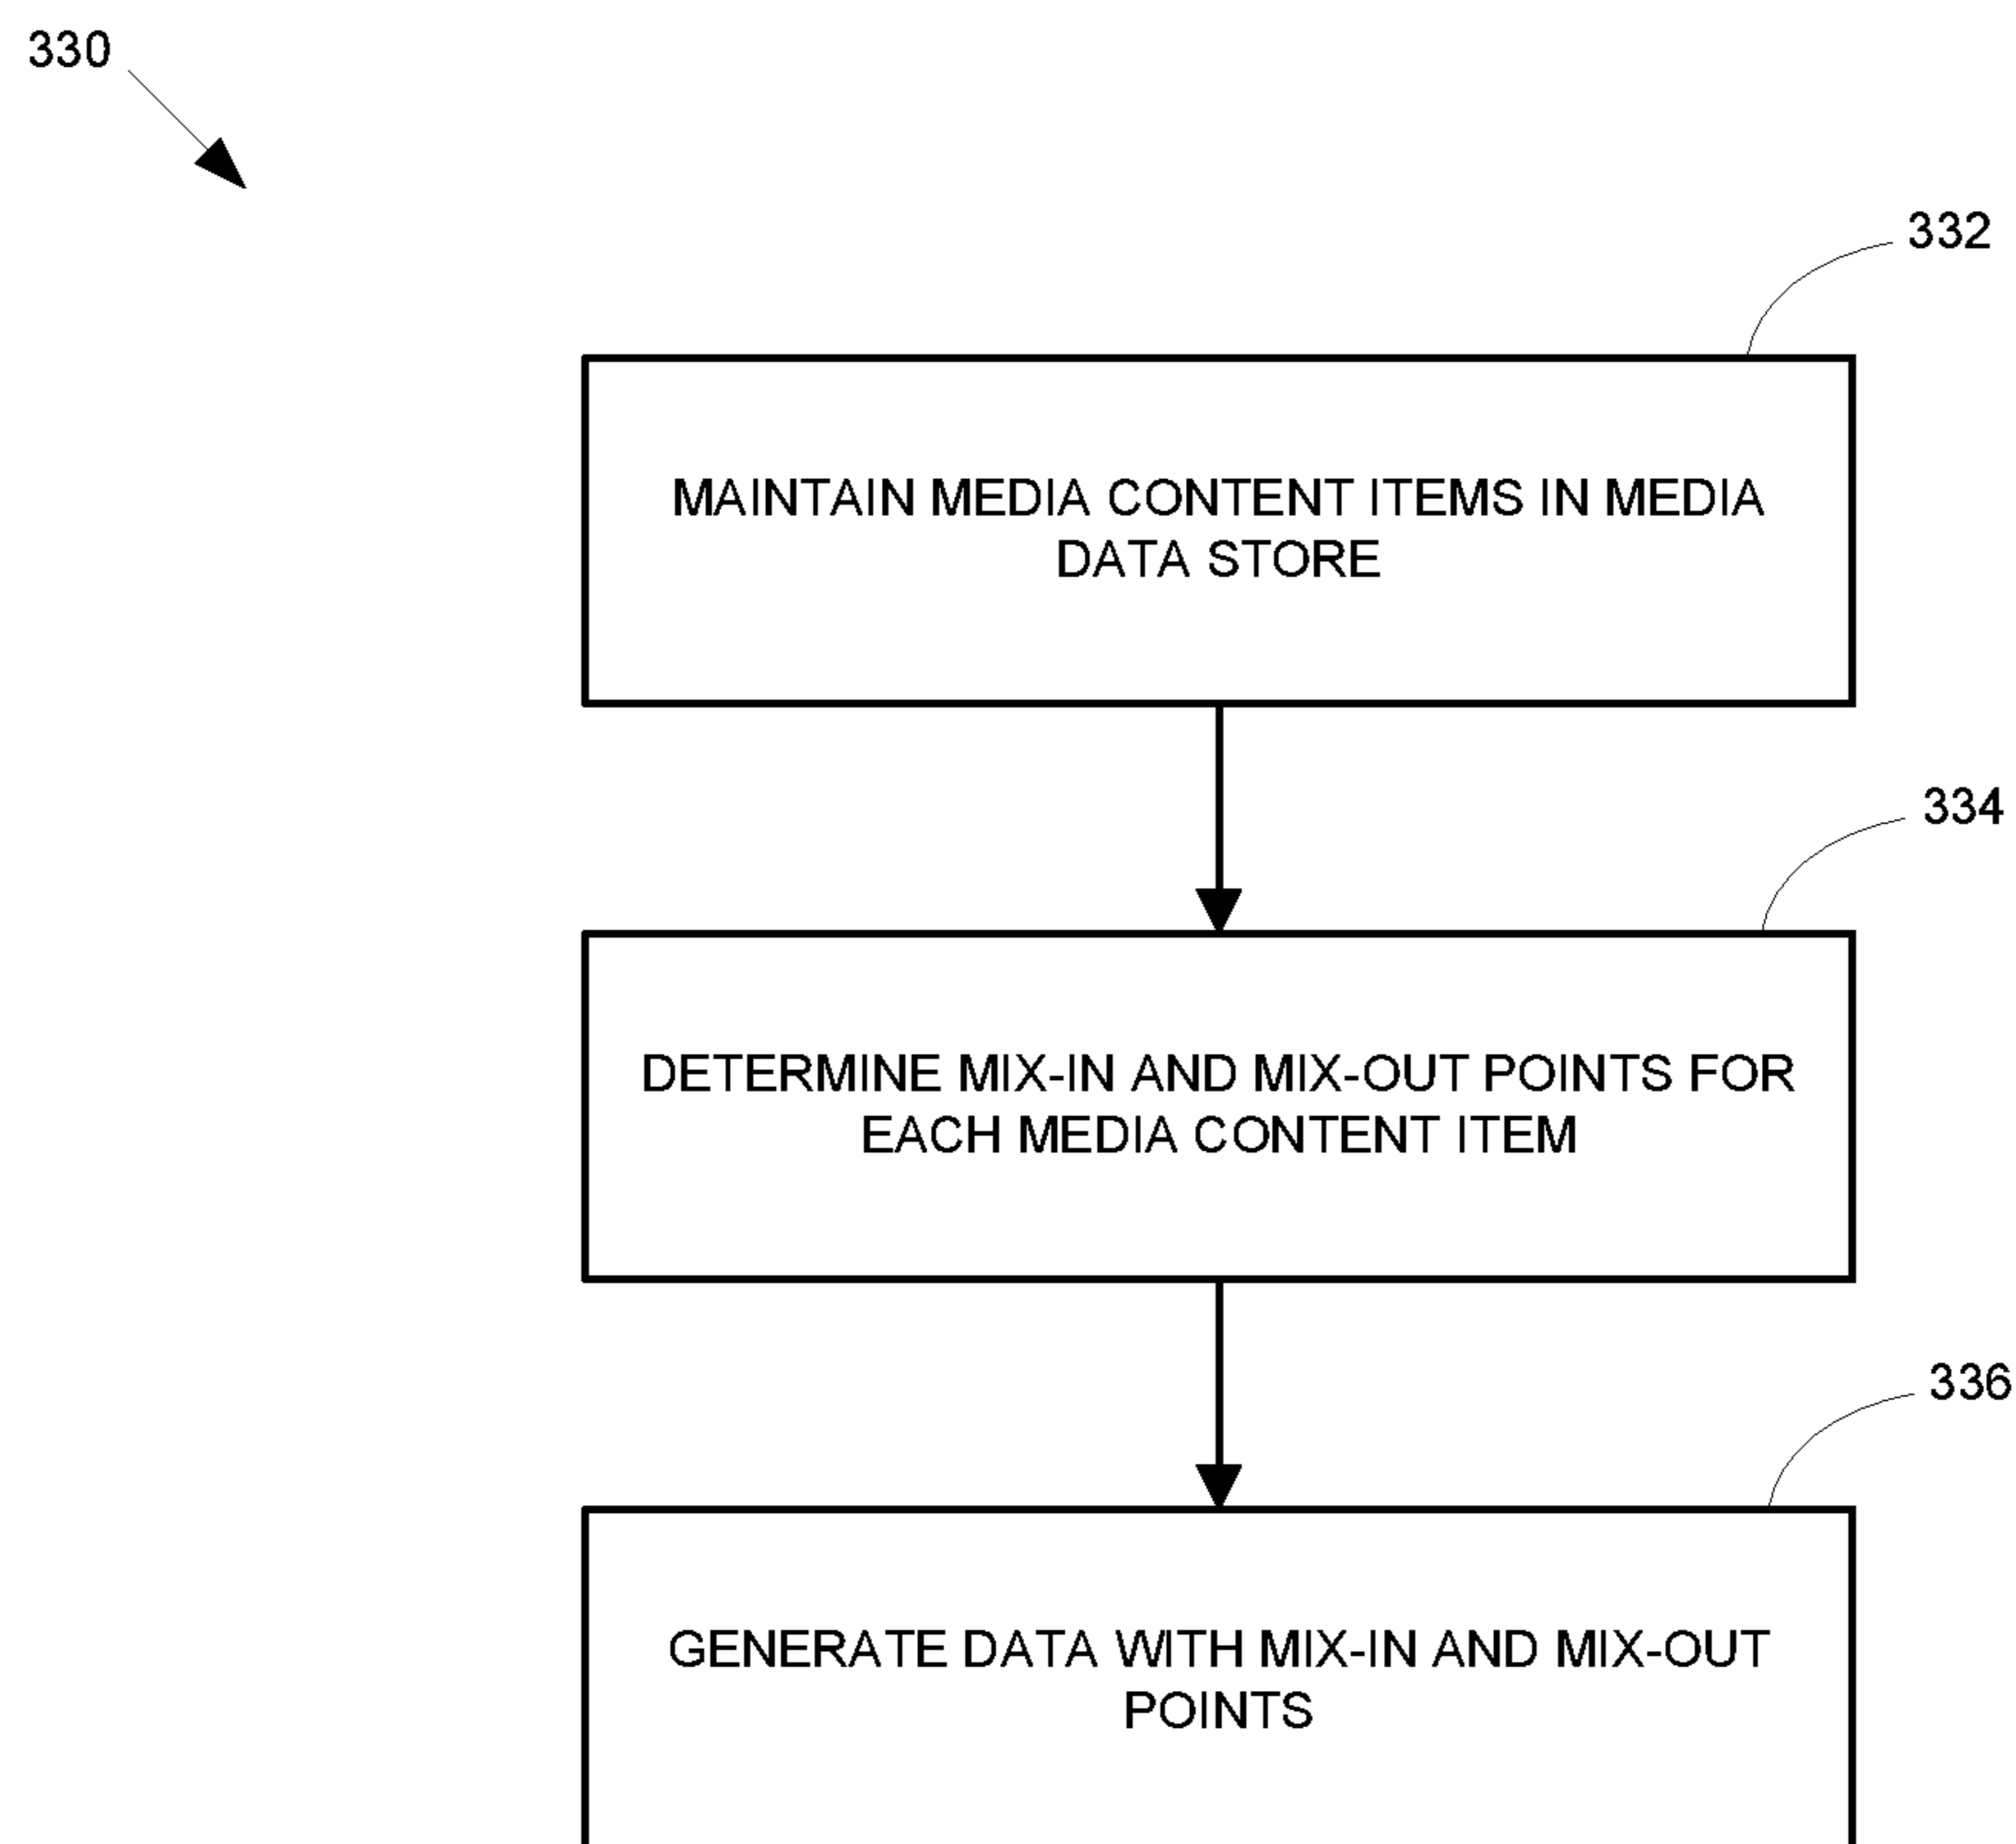 330
332
MAINTAIN MEDIA CONTENT ITEMS IN MEDIA
DATA STORE
334
DETERMINE MIX-IN AND MIX-OUT POINTS FOR
EACH MEDIA CONTENT ITEM
336
GENERATE DATA WITH MIX-IN AND MIX-OUT
POINTS